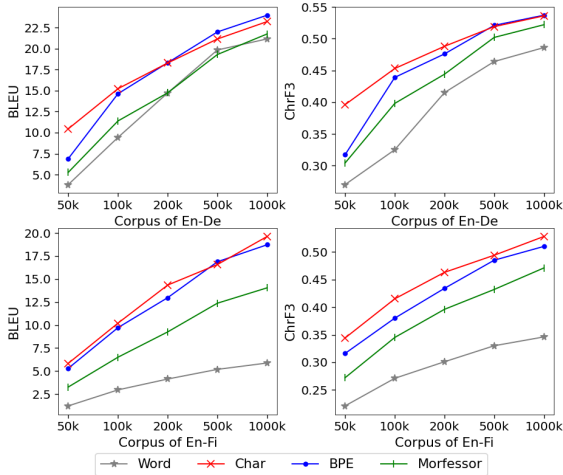 BLEU
22.5
20.0
17.5
15.0
12.5
10.0
7.5
5.0
50k 100k 200k 500k 1000k
Corpus of En-De
ChrF3
0.55
0.50
0.45
0.40
0.35
0.30
50k 100k 200k 500k 1000k
Corpus of En-De
BLEU
20.0
17.5
15.0
12.5
10.0
7.5
5.0
2.5
50k 100k 200k 500k 1000k
Corpus of En-Fi
ChrF3
0.50
0.45
0.40
0.35
0.30
0.25
50k 100k 200k 500k 1000k
Corpus of En-Fi
Word Char BPE Morfessor